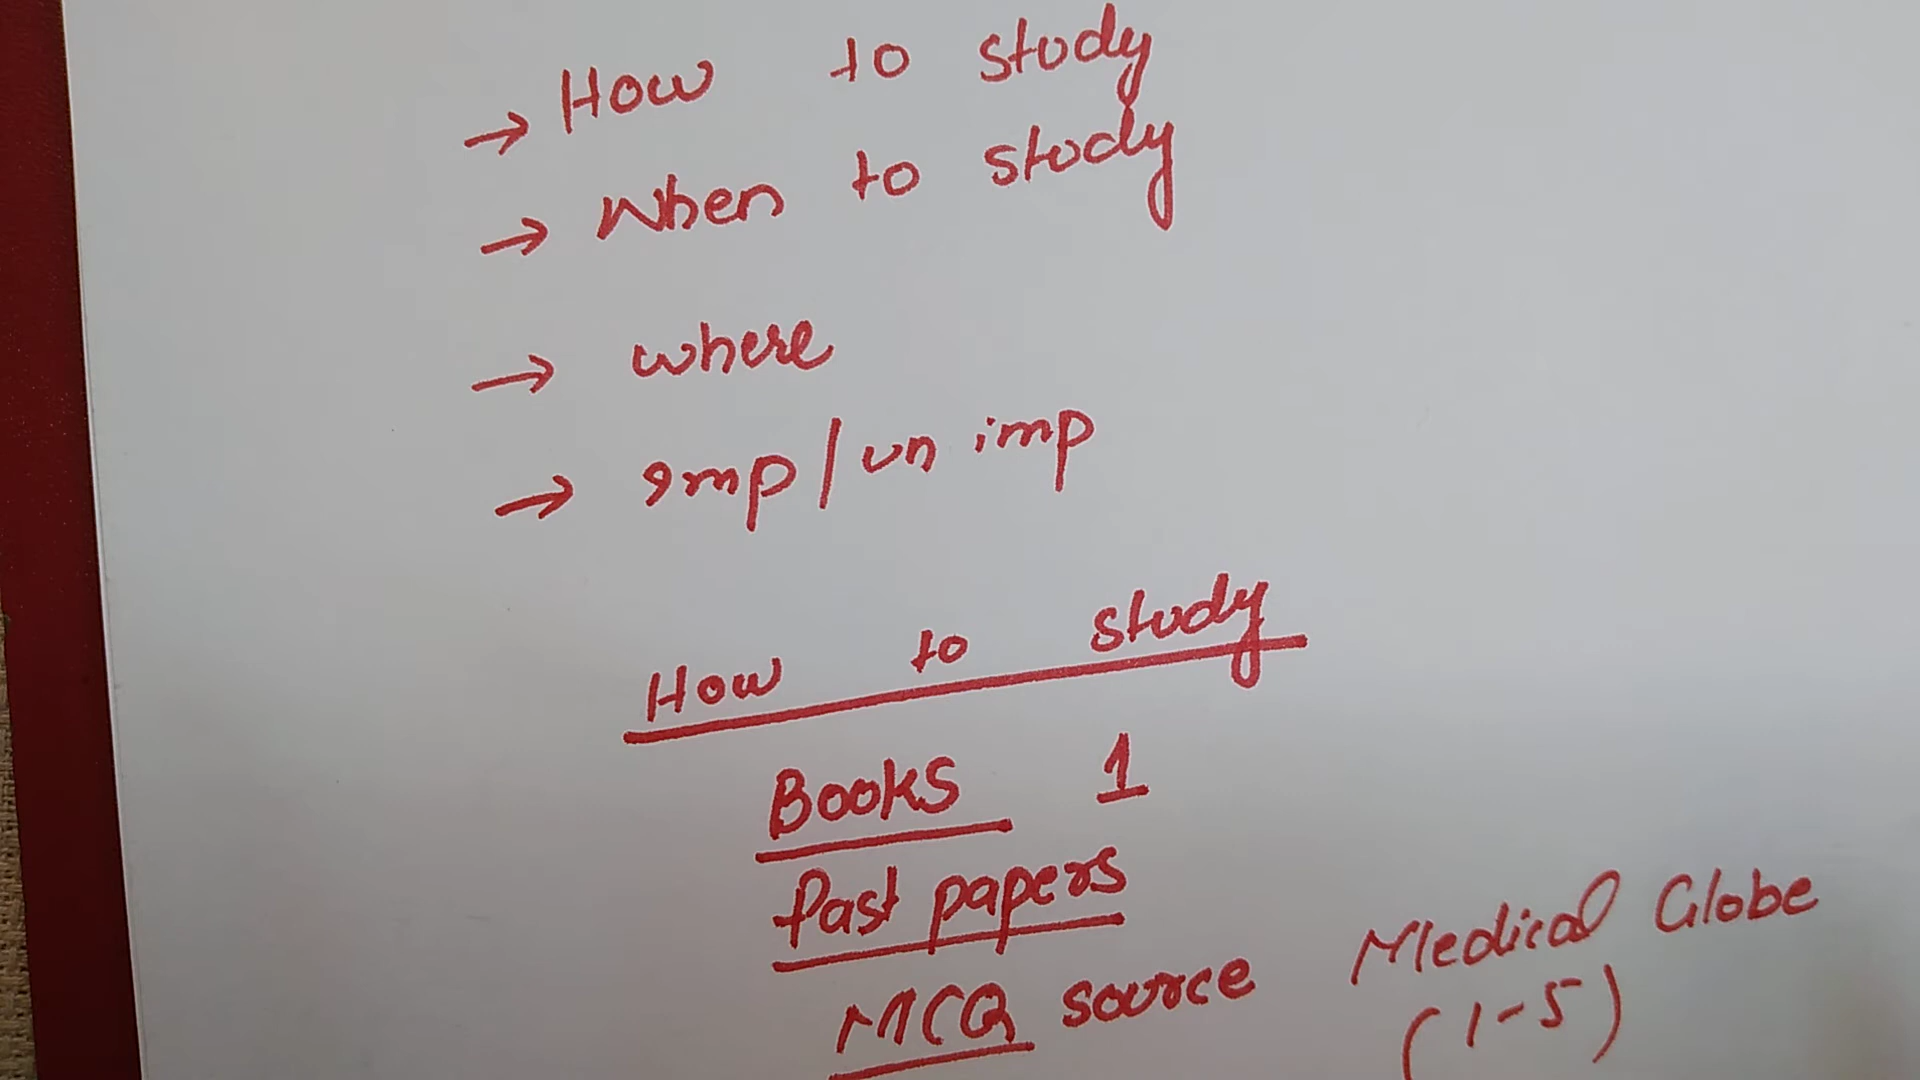 → How to study
→ When to study
→ where
→ Imp/un imp
How to study
Books 1
Past papers
MCQ source Medical Globe
(1-5)